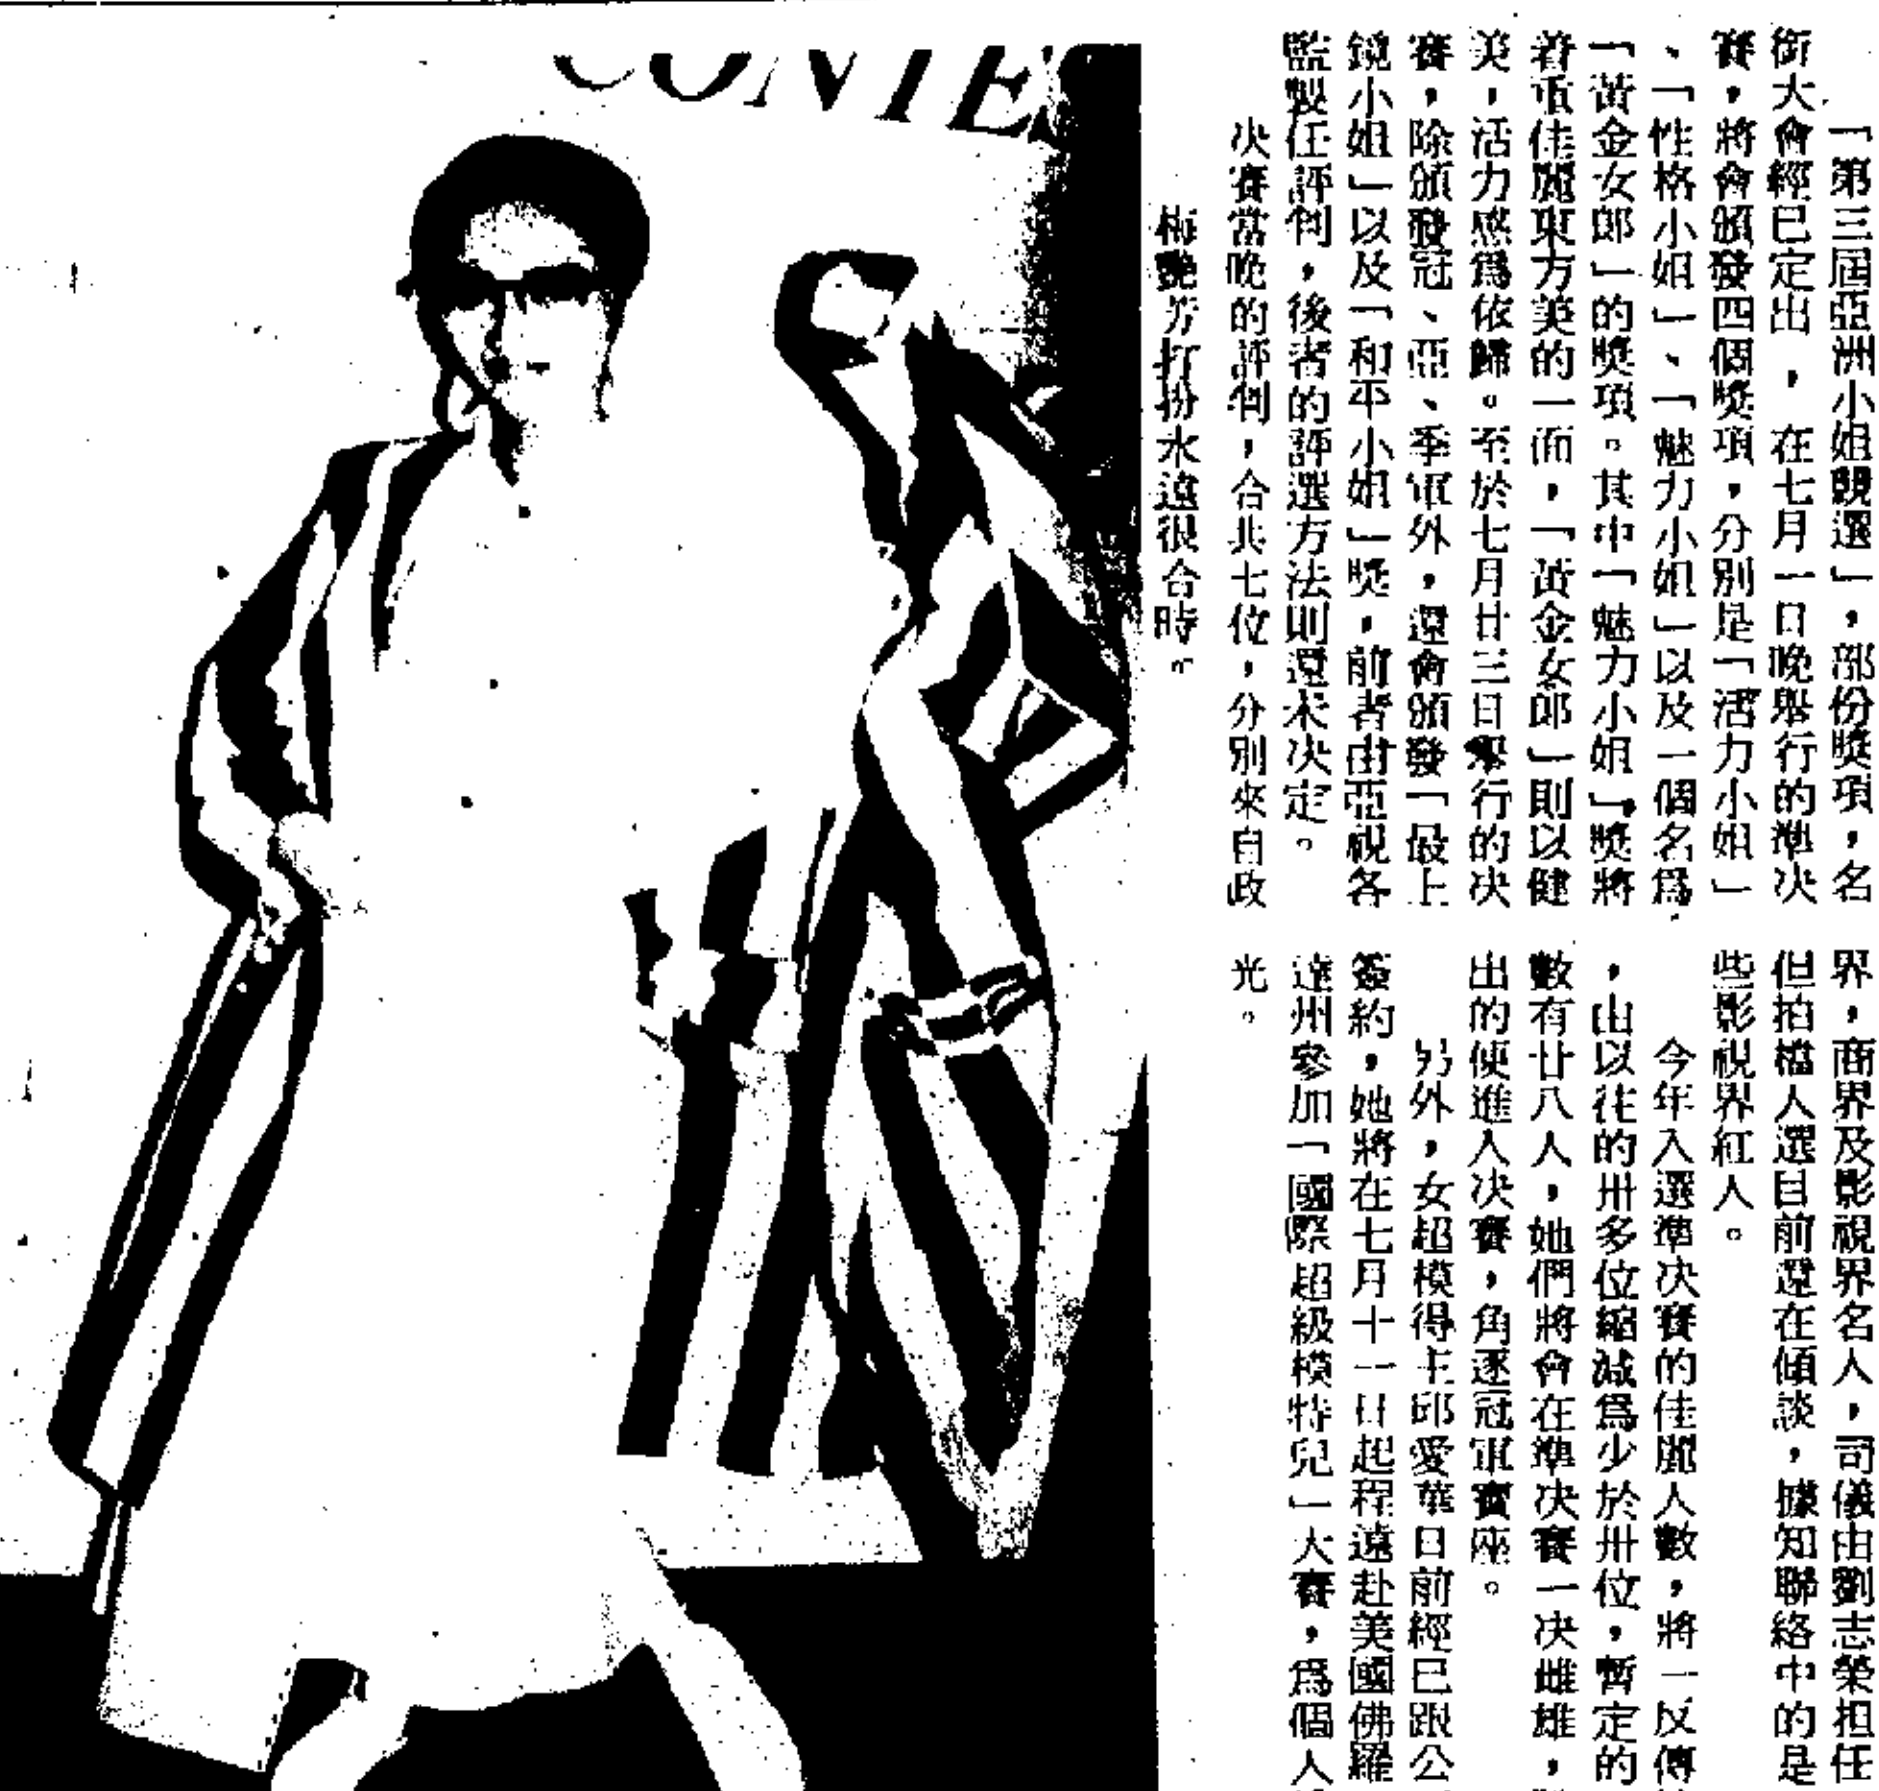 CONTE
「第三屆亞洲小姐競選」，部份獎項，名
銜大會經已定出，在七月一日晚舉行的準決
賽，將會頒發四個獎項，分別是「活力小姐」
、「性格小姐」、「魅力小姐」以及一個名爲
「黃金女郎」的獎項。其中「魅力小姐」獎將
着重佳麗東方美的一面，「黃金女郎」則以健
美，活力感爲依歸。至於七月廿三日舉行的决
賽，除頒發冠、亞、季軍外，還會頒發「最上
鏡小姐」以及「和平小姐」獎，前者由亞視各
監製任評判，後者的評選方法則還未決定。
决賽當晚的評判，合共七位，分別來自政
界，商界及影視界名人，司儀由劉志榮担任
但拍檔人選目前還在傾談，據知聯絡中的是
些影視界紅人。
今年入選準決賽的佳麗人數，將一反傳
，由以往的卅多位縮減爲少於卅位，暫定的
數有廿八人，她們將會在準決賽一決雌雄，
出的便進入決賽，角逐冠軍寶座。
另外，女超模得主邱愛華日前經已跟公
簽約，她將在七月十一日起程遠赴美國佛羅
達州參加「國際超級模特兒」大賽，爲個人
光。
梅艷芳打扮永遠很合時。